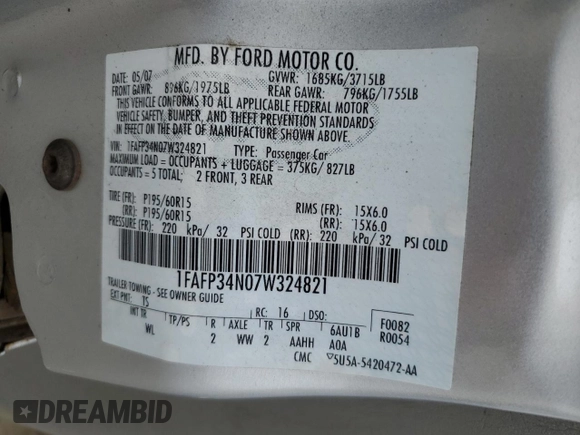 MFD. BY FORD MOTOR CO.
DATE: 05/07 GVWR: 1685KG/3715LB
FRONT GAWR: 896KG/1975LB REAR GAWR: 796KG/1755LB
THIS VEHICLE CONFORMS TO ALL APPLICABLE FEDERAL MOTOR
VEHICLE SAFETY, BUMPER, AND THEFT PREVENTION STANDARDS
IN EFFECT ON THE DATE OF MANUFACTURE SHOWN ABOVE.
VIN: 1FAFP34N07W324821 TYPE: Passenger Car
MAXIMUM LOAD = OCCUPANTS + LUGGAGE = 375KG/ 827LB
OCCUPANTS = 5 TOTAL; 2 FRONT, 3 REAR
TIRE (FR): P195/60R15 RIMS (FR): 15X6.0
(RR): P195/60R15 (RR): 15X6.0
PRESSURE (FR): 220 kPa/ 32 PSI COLD (RR): 220 kPa/ 32 PSI COLD
1FAFP34N07W324821
TRAILER TOWING - SEE OWNER GUIDE
EXT PNT: TS RC: 16 DSO: F0082
INT TR TP/PS R AXLE TR SPR 6AU1B R0054
WL 2 WW 2 AAHH A0A
CMC ▽5U5A-5420472-AA
DREAMBID